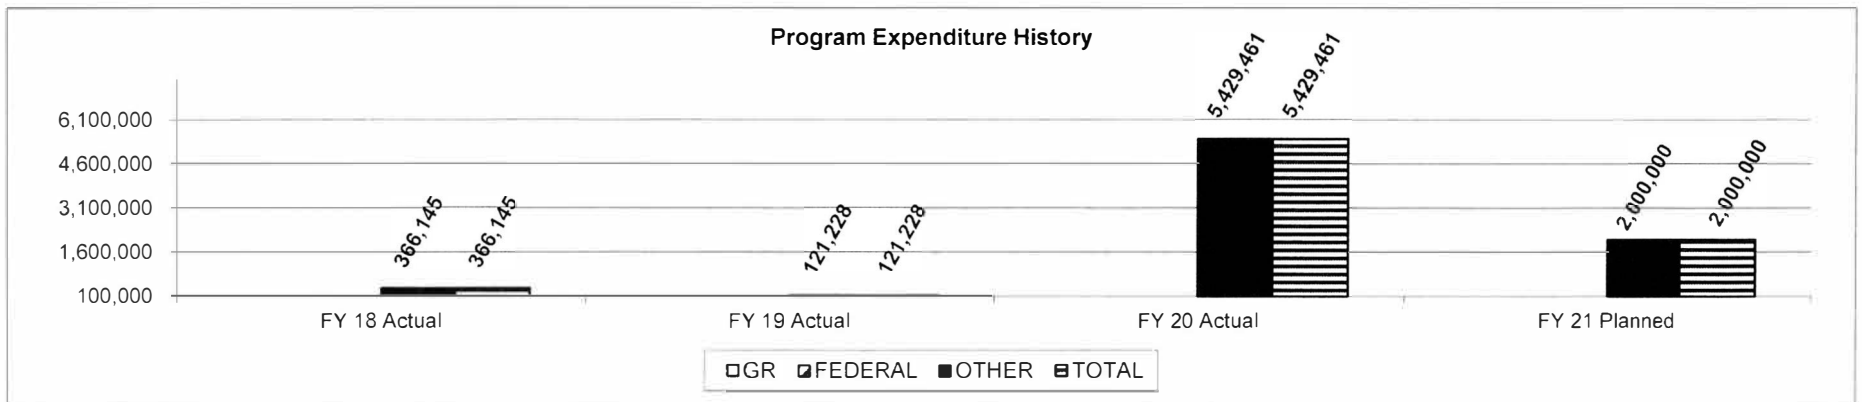 Program Expenditure History
6,100,000
4,600,000
3,100,000
1,600,000
100,000
366,145
366,145
121,228
121,228
5,429,461
5,429,461
2,000,000
2,000,000
FY 18 Actual
FY 19 Actual
FY 20 Actual
FY 21 Planned
GR FEDERAL OTHER TOTAL